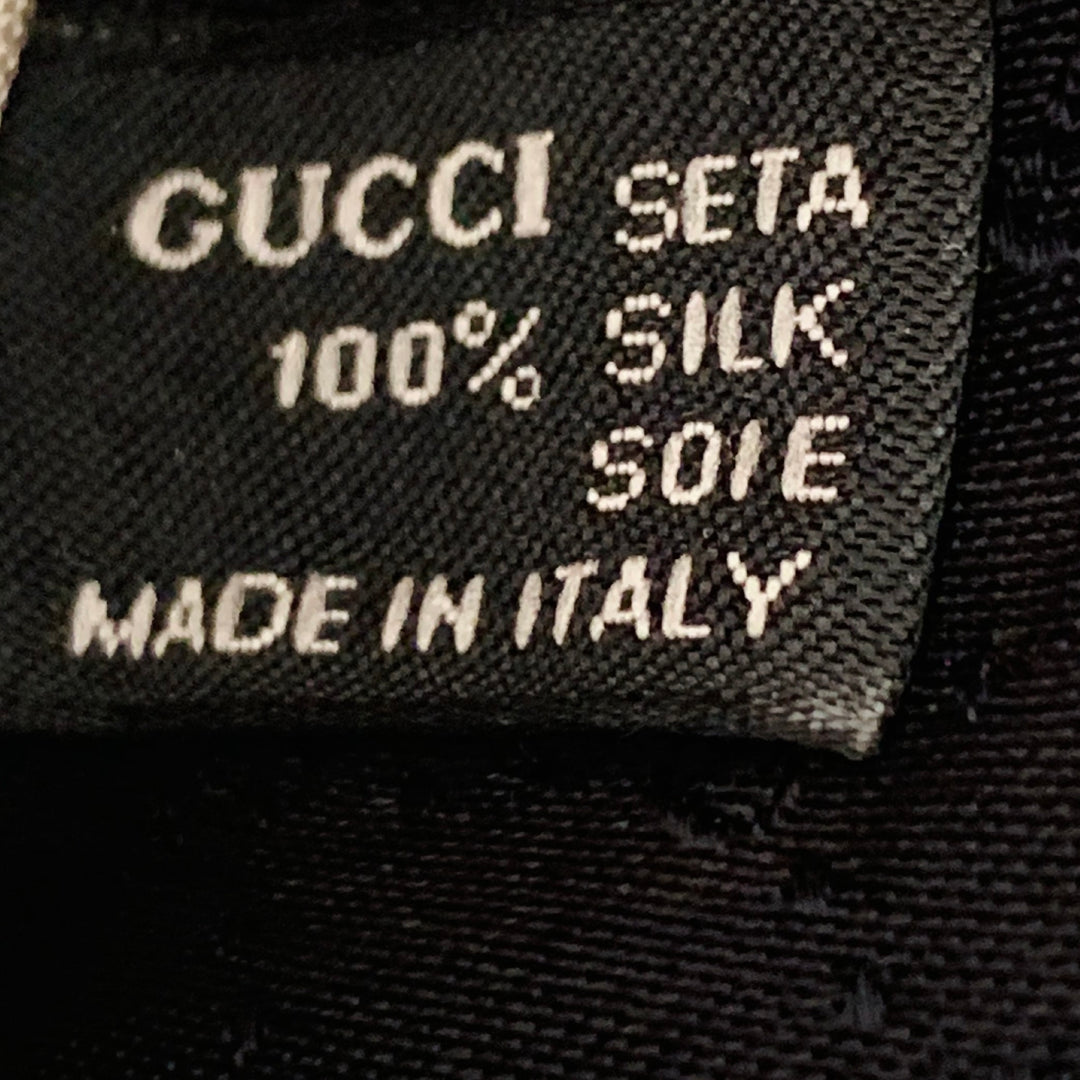 GUCCI SETA
100% SILK
SOIE
MADE IN ITALY